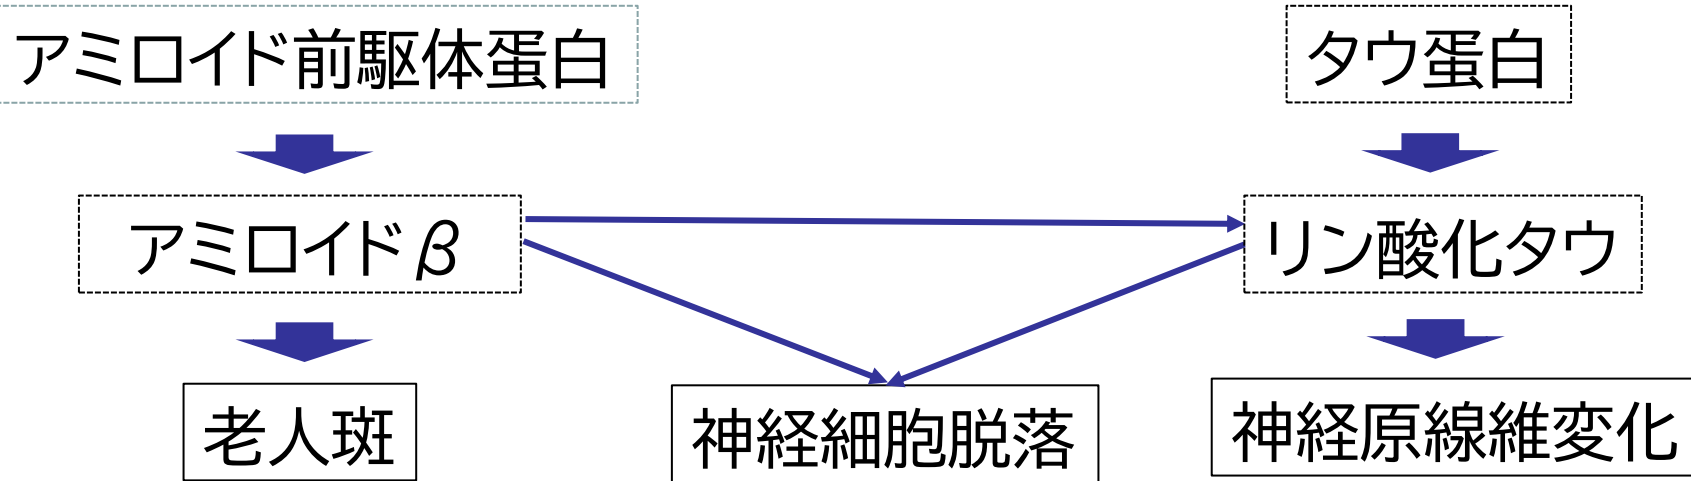 アミロイド前駆体蛋白
タウ蛋白
アミロイドβ
リン酸化タウ
老人斑
神経細胞脱落
神経原線維変化